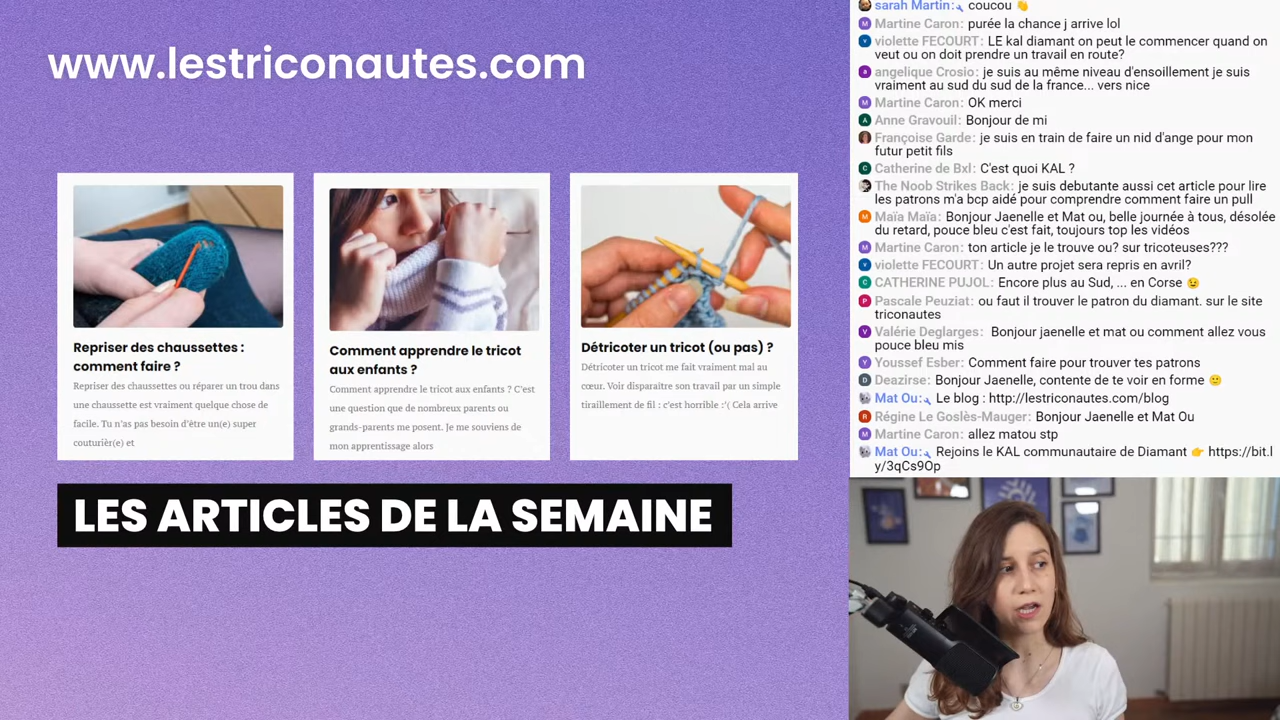 www.lestriconautes.com
Repriser des chaussettes :
comment faire ?
Repriser des chaussettes ou réparer un trou dans
une chaussette est vraiment quelque chose de
facile. Tu n'as pas besoin d'être un(e) super
couturièr(e) et
Comment apprendre le tricot
aux enfants ?
Comment apprendre le tricot aux enfants ? C'est
une question que de nombreux parents ou
grands-parents me posent. Je me souviens de
mon apprentissage alors
Détricoter un tricot (ou pas) ?
Détricoter un tricot me fait vraiment mal au
cœur. Voir disparaître son travail par un simple
tiraillement de fil : c'est horrible :'( Cela arrive
LES ARTICLES DE LA SEMAINE
sarah Martin: coucou 👋
Martine Caron: purée la chance j arrive lol
violette FECOURT: LE kal diamant on peut le commencer quand on
veut ou on doit prendre un travail en route?
angelique Crosio: je suis au même niveau d'ensoillement je suis
vraiment au sud du sud de la france... vers nice
Martine Caron: OK merci
Anne Gravouil: Bonjour de mi
Françoise Garde: je suis en train de faire un nid d'ange pour mon
futur petit fils
Catherine de Bxl: C'est quoi KAL ?
The Noob Strikes Back: je suis debutante aussi cet article pour lire
les patrons m'a bcp aidé pour comprendre comment faire un pull
Maïa Maïa: Bonjour Jaenelle et Mat ou, belle journée à tous, désolée
du retard, pouce bleu c'est fait, toujours top les vidéos
Martine Caron: ton article je le trouve ou? sur tricoteuses???
violette FECOURT: Un autre projet sera repris en avril?
CATHERINE PUJOL: Encore plus au Sud, ... en Corse 😉
Pascale Peuziat: ou faut il trouver le patron du diamant. sur le site
triconautes
Valérie Deglarges: Bonjour jaenelle et mat ou comment allez vous
pouce bleu mis
Youssef Esber: Comment faire pour trouver tes patrons
Deazirse: Bonjour Jaenelle, contente de te voir en forme 🙂
Mat Ou: Le blog : http://lestriconautes.com/blog
Régine Le Goslès-Mauger: Bonjour Jaenelle et Mat Ou
Martine Caron: allez matou stp
Mat Ou: Rejoins le KAL communautaire de Diamant 👉 https://bit.l
y/3qCs9Op